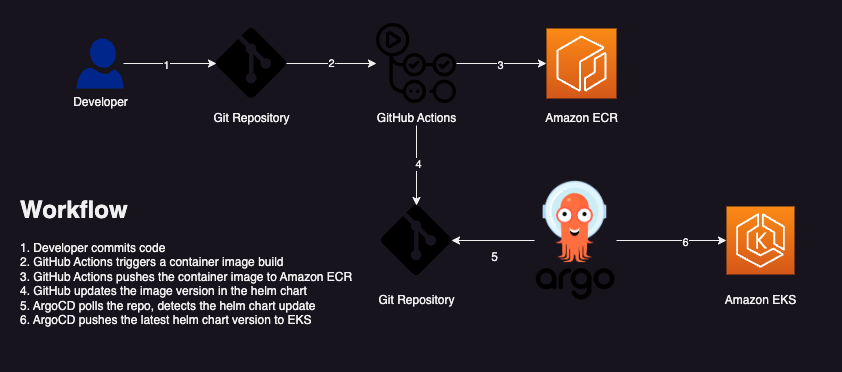 1
2
3
Developer
Git Repository
GitHub Actions
Amazon ECR
4
Workflow
1. Developer commits code
2. GitHub Actions triggers a container image build
3. GitHub Actions pushes the container image to Amazon ECR
4. GitHub updates the image version in the helm chart
5. ArgoCD polls the repo, detects the helm chart update
6. ArgoCD pushes the latest helm chart version to EKS
5
6
K
argo
Git Repository
Amazon EKS